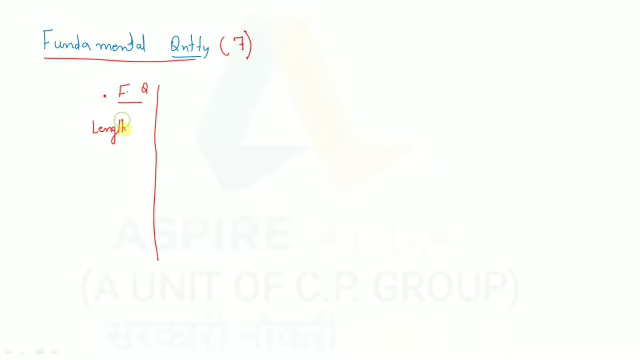 Fundamental Qntty (7)
• F. Q
Length
ASPIRE
(A UNIT OF C.P. GROUP)
सरकारी नौकरी